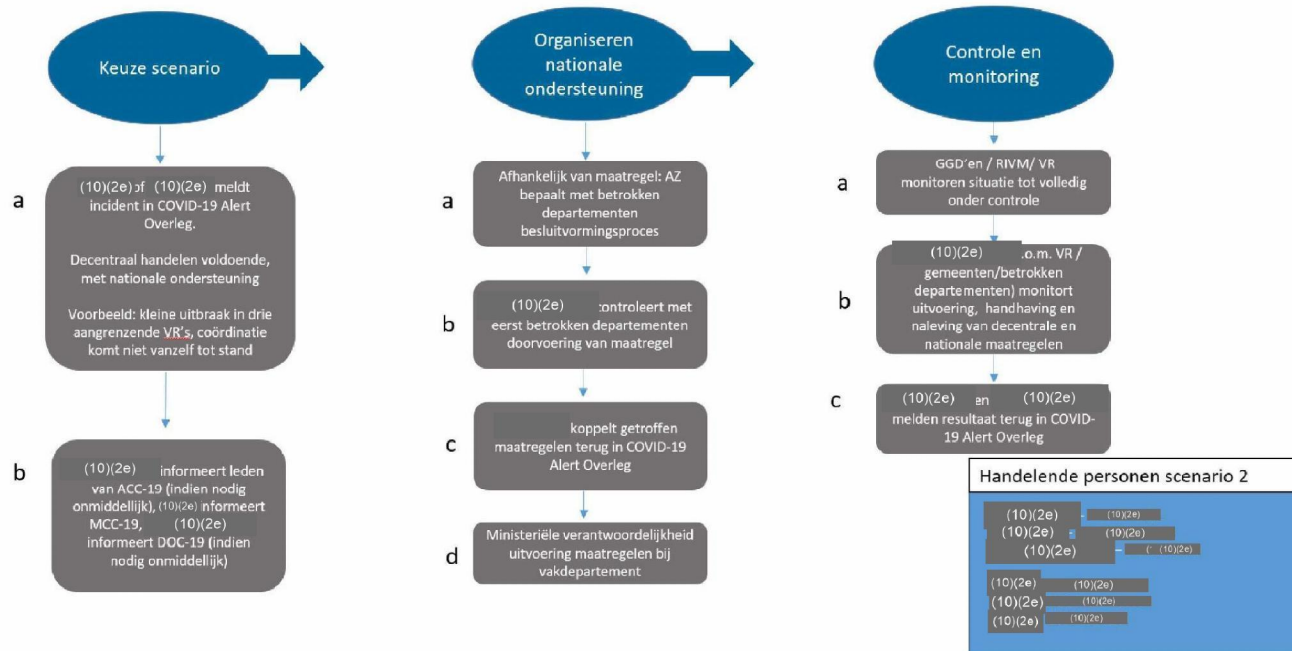 Keuze scenario
a
(10)(2e) of (10)(2e) meldt
incident in COVID-19 Alert
Overleg.
Decentraal handelen voldoende,
met nationale ondersteuning
Voorbeeld: kleine uitbraak in drie
aangrenzende VR's, coördinatie
komt niet vanzelf tot stand
b
(10)(2e) informeert leden
van ACC-19 (indien nodig
onmiddellijk), (10)(2e) informeert
MCC-19, (10)(2e)
informeert DOC-19 (indien
nodig onmiddellijk)
Organiseren
nationale
ondersteuning
a
Afhankelijk van maatregel: AZ
bepaalt met betrokken
departementen
besluitvormingsproces
b
(10)(2e) controleert met
eerst betrokken departementen
doorvoering van maatregel
c
koppelt getroffen
maatregelen terug in COVID-19
Alert Overleg
d
Ministeriële verantwoordelijkheid
uitvoering maatregelen bij
vakdepartement
Controle en
monitoring
a
GGD'en / RIVM/ VR
monitoren situatie tot volledig
onder controle
b
(10)(2e) .o.m. VR /
gemeenten/betrokken
departementen) monitort
uitvoering, handhaving en
naleving van decentrale en
nationale maatregelen
c
(10)(2e) en (10)(2e)
melden resultaat terug in COVID-
19 Alert Overleg
Handelende personen scenario 2
(10)(2e) - (10)(2e)
(10)(2e) - (10)(2e)
(10)(2e) – (10)(2e)
(10)(2e) (10)(2e)
(10)(2e) (10)(2e)
(10)(2e) (10)(2e)